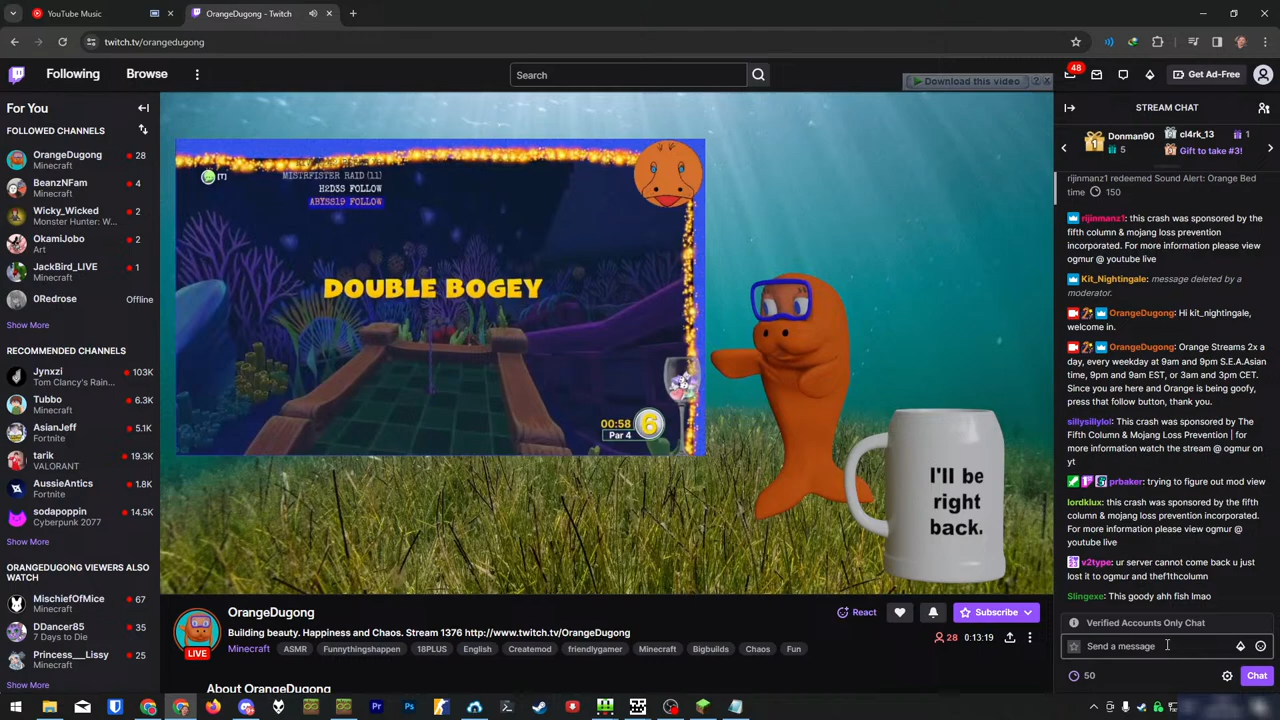 YouTube Music
OrangeDugong - Twitch
twitch.tv/orangedugong
Following
Browse
Search
Download this video
48
Get Ad-Free
For You
FOLLOWED CHANNELS
OrangeDugong
28
Minecraft
BeanzNFam
4
Minecraft
Wicky_Wicked
2
Monster Hunter: W...
OkamiJobo
2
Art
JackBird_LIVE
1
Minecraft
0Redrose
Offline
Show More
RECOMMENDED CHANNELS
Jynxzi
103K
Tom Clancy's Rain...
Tubbo
6.3K
Minecraft
AsianJeff
5.1K
Fortnite
tarik
19.3K
VALORANT
AussieAntics
1.8K
Fortnite
sodapoppin
14.5K
Cyberpunk 2077
Show More
ORANGEDUGONG VIEWERS ALSO
WATCH
MischiefOfMice
67
Minecraft
DDancer85
35
7 Days to Die
Princess___Lissy
25
Minecraft
Show More
MISTRFISTER RAID (11)
H2D3S FOLLOW
ABYSS19 FOLLOW
[T]
DOUBLE BOGEY
00:58
Par 4
6
I'll be
right
back.
LIVE
OrangeDugong
Building beauty. Happiness and Chaos. Stream 1376 http://www.twitch.tv/OrangeDugong
Minecraft
ASMR
Funnythingshappen
18PLUS
English
Createmod
friendlygamer
Minecraft
Bigbuilds
Chaos
Fun
React
Subscribe
28
0:13:19
About OrangeDugong
STREAM CHAT
Donman90
5
cl4rk_13
1
Gift to take #3!
rijinmanz1 redeemed Sound Alert: Orange Bed
time 150
rijinmanz1: this crash was sponsored by the
fifth column & mojang loss prevention
incorporated. For more information please view
ogmur @ youtube live
Kit_Nightingale: message deleted by a
moderator.
OrangeDugong: Hi kit_nightingale,
welcome in.
OrangeDugong: Orange Streams 2x a
day, every weekday at 9am and 9pm S.E.Asian
time, 9pm and 9am EST, or 3am and 3pm CET.
Since you are here and Orange is being goofy,
press that follow button, thank you.
sillysillylol: This crash was sponsored by The
Fifth Column & Mojang Loss Prevention | for
more information watch the stream @ ogmur on
yt
prbaker: trying to figure out mod view
lordklux: this crash was sponsored by the fifth
column & mojang loss prevention incorporated.
For more information please view ogmur @
youtube live
v2type: ur server cannot come back u just
lost it to ogmur and thef1thcolumn
Slingexe: This goody ahh fish lmao
Verified Accounts Only Chat
Send a message
50
Chat